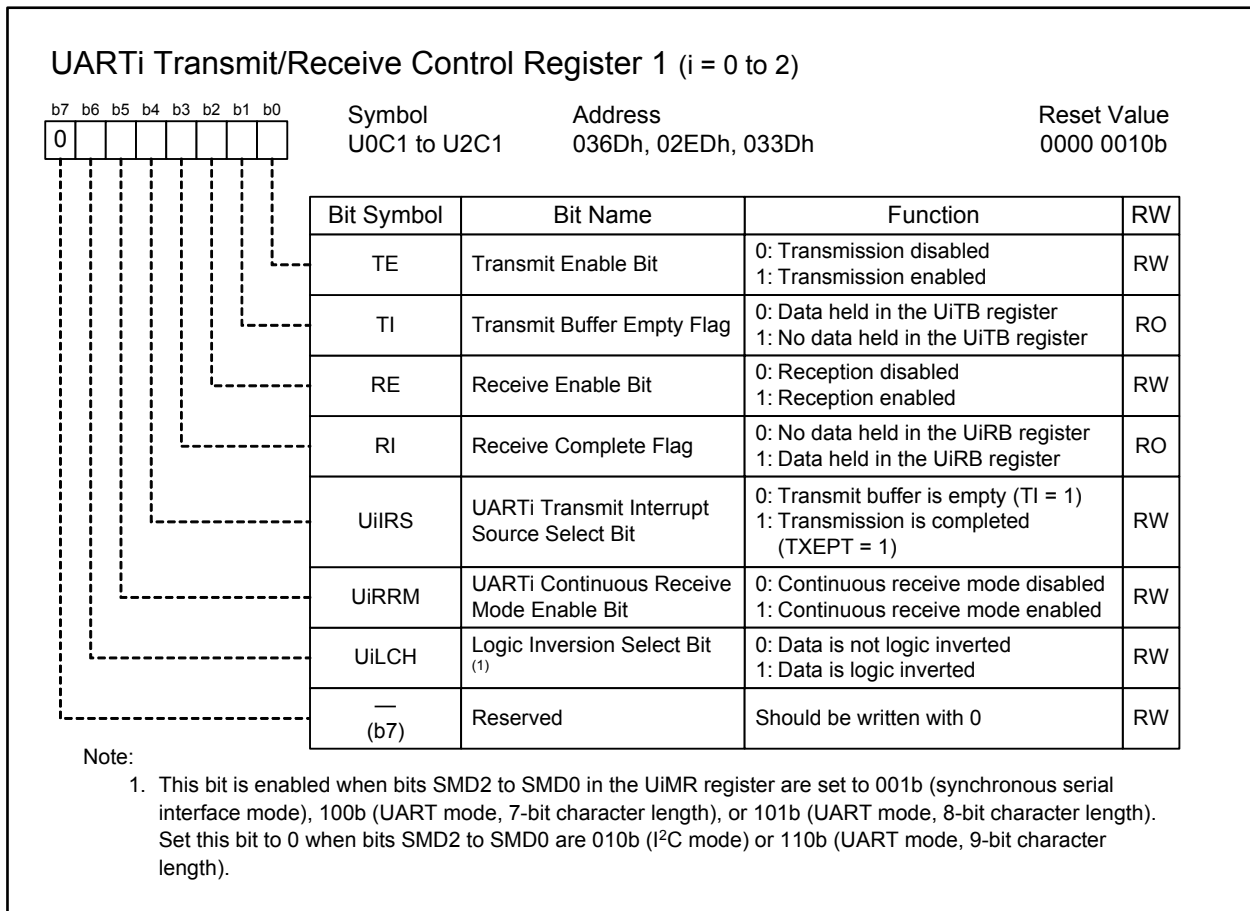 UARTi Transmit/Receive Control Register 1 (i = 0 to 2)
b7 b6 b5 b4 b3 b2 b1 b0
0
Symbol Address Reset Value
U0C1 to U2C1 036Dh, 02EDh, 033Dh 0000 0010b
Bit Symbol Bit Name Function RW
TE Transmit Enable Bit 0: Transmission disabled
1: Transmission enabled RW
TI Transmit Buffer Empty Flag 0: Data held in the UiTB register
1: No data held in the UiTB register RO
RE Receive Enable Bit 0: Reception disabled
1: Reception enabled RW
RI Receive Complete Flag 0: No data held in the UiRB register
1: Data held in the UiRB register RO
UiIRS UARTi Transmit Interrupt
Source Select Bit 0: Transmit buffer is empty (TI = 1)
1: Transmission is completed
(TXEPT = 1) RW
UiRRM UARTi Continuous Receive
Mode Enable Bit 0: Continuous receive mode disabled
1: Continuous receive mode enabled RW
UiLCH Logic Inversion Select Bit
(1) 0: Data is not logic inverted
1: Data is logic inverted RW
—
(b7) Reserved Should be written with 0 RW
Note:
1. This bit is enabled when bits SMD2 to SMD0 in the UiMR register are set to 001b (synchronous serial
interface mode), 100b (UART mode, 7-bit character length), or 101b (UART mode, 8-bit character length).
Set this bit to 0 when bits SMD2 to SMD0 are 010b (I²C mode) or 110b (UART mode, 9-bit character
length).